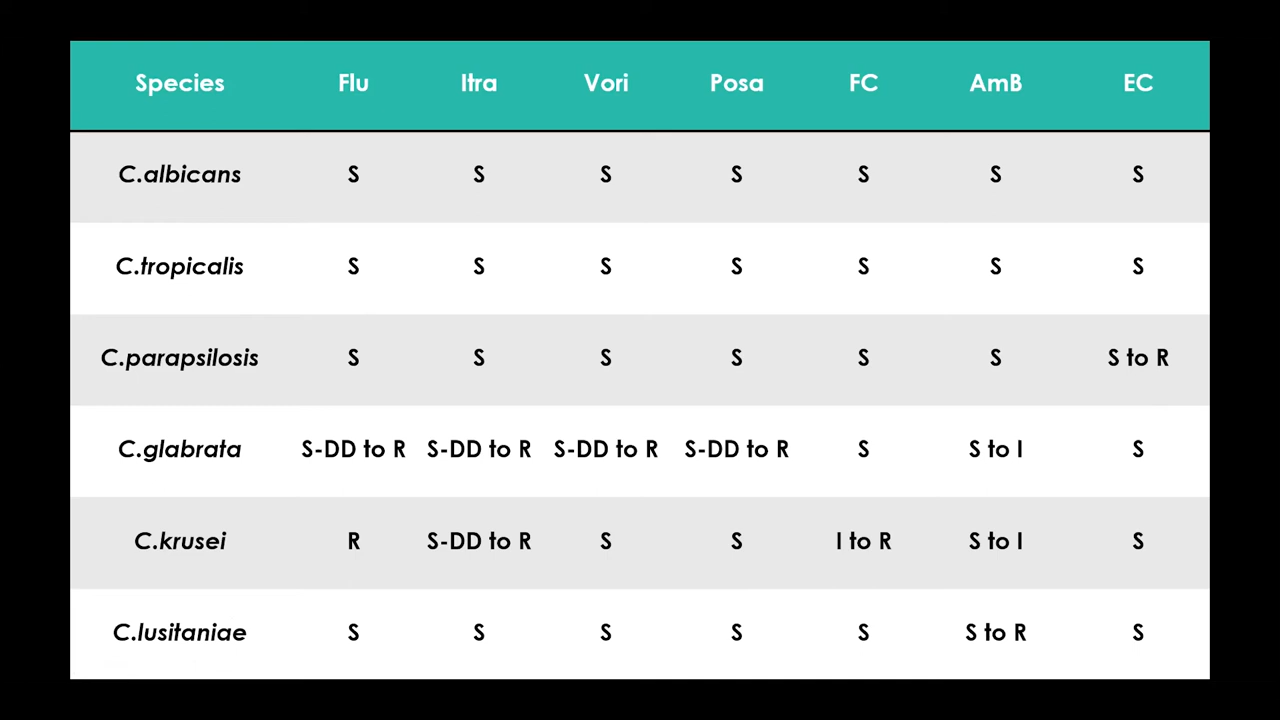 Species Flu Itra Vori Posa FC AmB EC
C.albicans S S S S S S S
C.tropicalis S S S S S S S
C.parapsilosis S S S S S S S to R
C.glabrata S-DD to R S-DD to R S-DD to R S-DD to R S S to I S
C.krusei R S-DD to R S S I to R S to I S
C.lusitaniae S S S S S S to R S